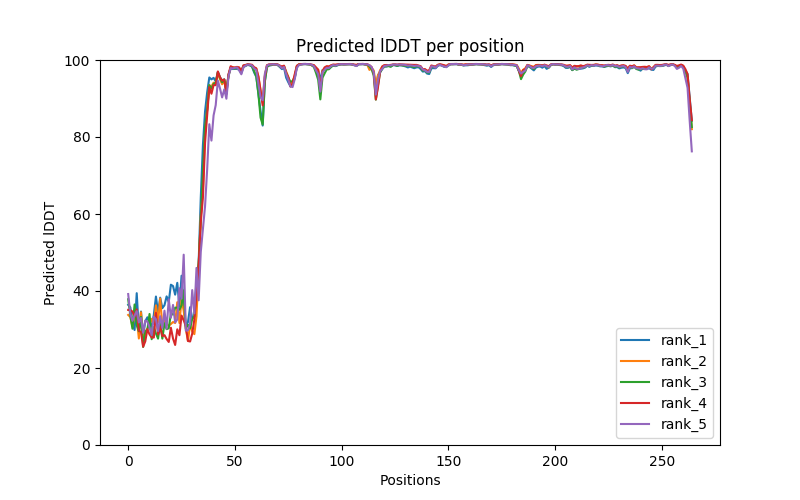 Predicted lDDT per position
Predicted lDDT
100
80
60
40
20
0
0 50 100 150 200 250
Positions
rank_1
rank_2
rank_3
rank_4
rank_5